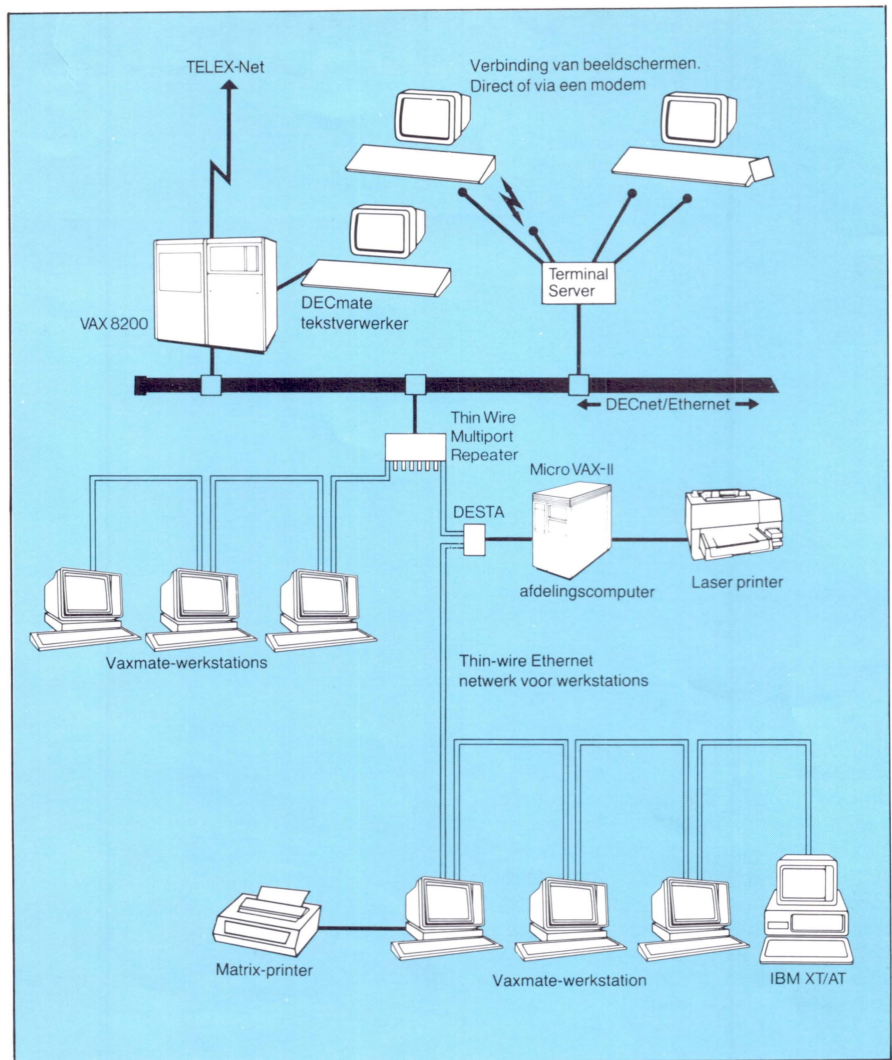 TELEX-Net
Verbinding van beeldschermen.
Direct of via een modem
Terminal
Server
DECmate
tekstverwerker
VAX 8200
DECnet/Ethernet
Thin Wire
Multiport
Repeater
Micro VAX-II
DESTA
afdelingscomputer
Laser printer
Vaxmate-werkstations
Thin-wire Ethernet
netwerk voor werkstations
Matrix-printer
Vaxmate-werkstation
IBM XT/AT